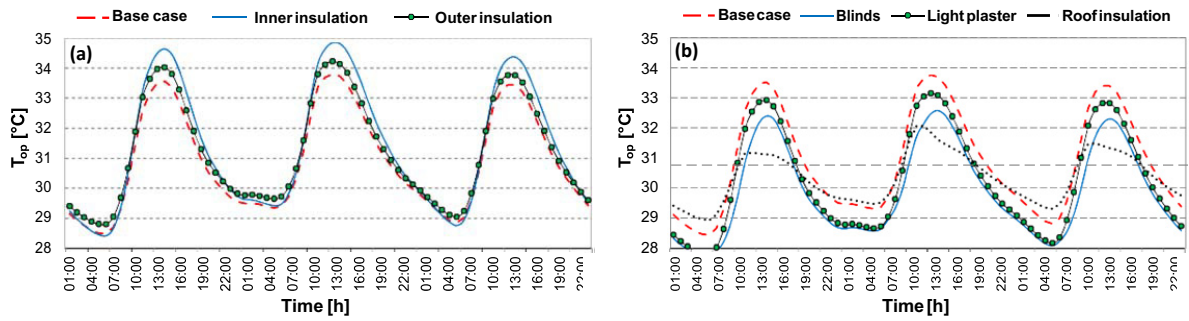 Base case Inner insulation Outer insulation
(a)
35
34
33
32
31
30
29
28
T_op [°C]
01:00 04:00 07:00 10:00 13:00 16:00 19:00 22:00 01:00 04:00 07:00 10:00 13:00 16:00 19:00 22:00 01:00 04:00 07:00 10:00 13:00 16:00 19:00 22:00
Time [h]
Base case Blinds Light plaster Roof insulation
(b)
35
34
33
32
31
30
29
28
T_op [°C]
01:00 04:00 07:00 10:00 13:00 16:00 19:00 22:00 01:00 04:00 07:00 10:00 13:00 16:00 19:00 22:00 01:00 04:00 07:00 10:00 13:00 16:00 19:00 22:00
Time [h]